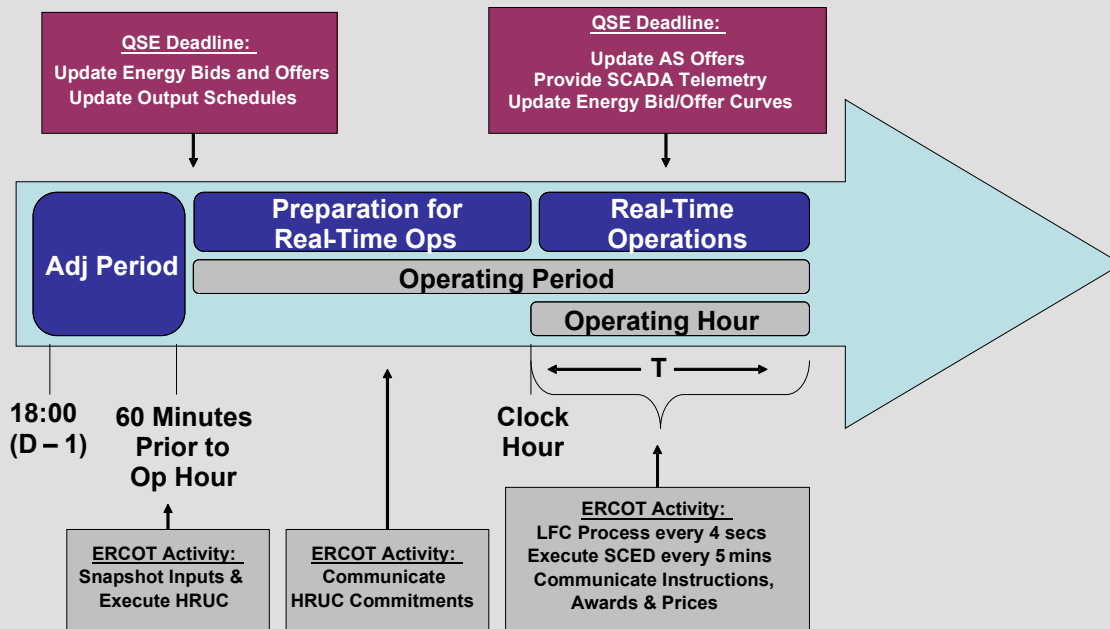 QSE Deadline:
Update Energy Bids and Offers
Update Output Schedules
QSE Deadline:
Update AS Offers
Provide SCADA Telemetry
Update Energy Bid/Offer Curves
Adj Period
Preparation for
Real-Time Ops
Real-Time
Operations
Operating Period
Operating Hour
T
18:00
(D – 1)
60 Minutes
Prior to
Op Hour
Clock
Hour
ERCOT Activity:
Snapshot Inputs &
Execute HRUC
ERCOT Activity:
Communicate
HRUC Commitments
ERCOT Activity:
LFC Process every 4 secs
Execute SCED every 5 mins
Communicate Instructions,
Awards & Prices